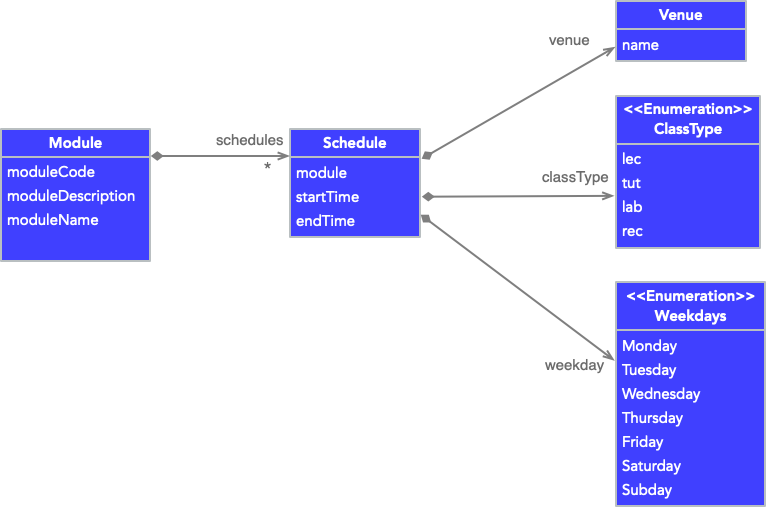 Module
moduleCode
moduleDescription
moduleName
schedules
*
Schedule
module
startTime
endTime
venue
Venue
name
classType
<<Enumeration>>
ClassType
lec
tut
lab
rec
weekday
<<Enumeration>>
Weekdays
Monday
Tuesday
Wednesday
Thursday
Friday
Saturday
Subday